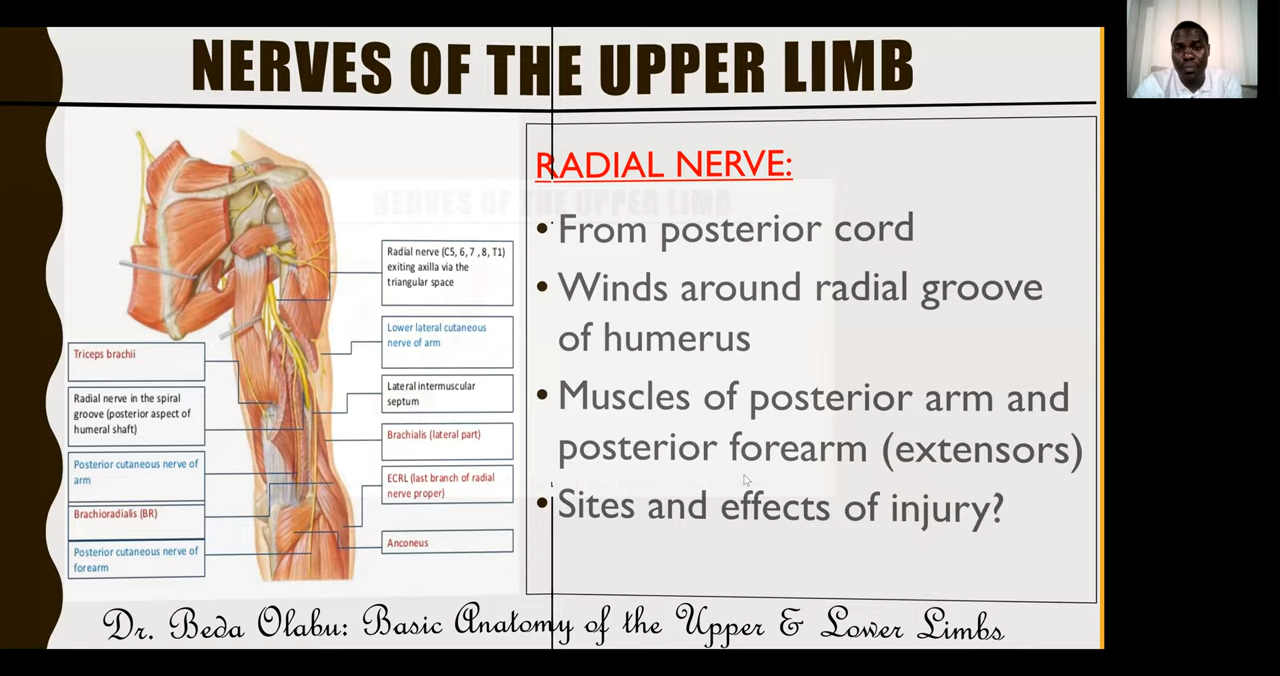 NERVES OF THE UPPER LIMB
Radial nerve (C5, 6, 7 ,8, T1)
exiting axilla via the
triangular space
Lower lateral cutaneous
nerve of arm
Triceps brachii
Lateral intermuscular
septum
Radial nerve in the spiral
groove (posterior aspect of
humeral shaft)
Brachialis (lateral part)
Posterior cutaneous nerve of
arm
ECRL (last branch of radial
nerve proper)
Brachioradialis (BR)
Anconeus
Posterior cutaneous nerve of
forearm
RADIAL NERVE:
• From posterior cord
• Winds around radial groove
of humerus
• Muscles of posterior arm and
posterior forearm (extensors)
• Sites and effects of injury?
NERVES OF THE UPPER LIMB
Dr. Beda Olabu: Basic Anatomy of the Upper & Lower Limbs